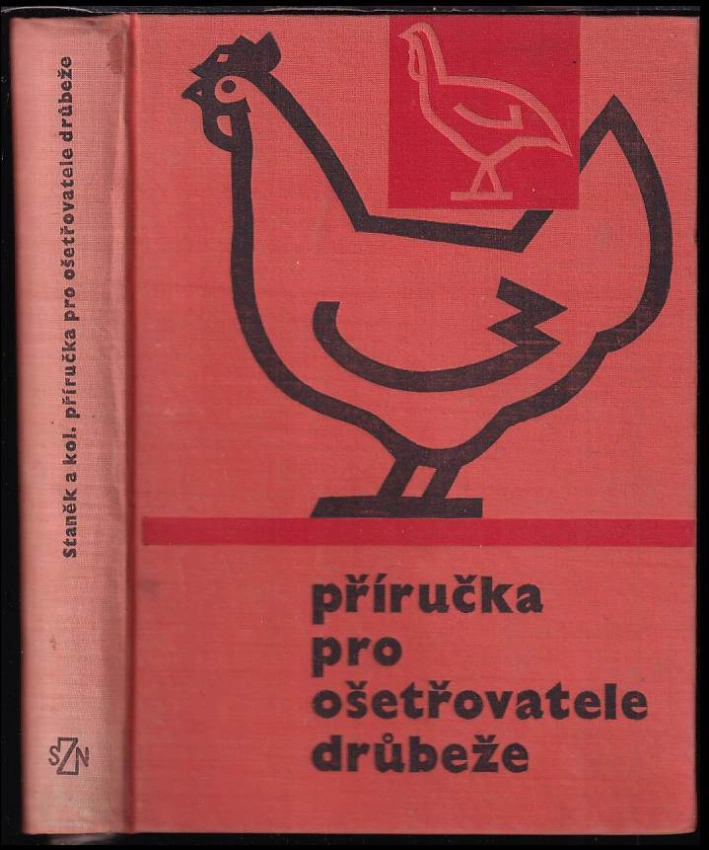 Staněk a kol. příručka pro ošetřovatele drůbeže
SZN
příručka
pro
ošetřovatele
drůbeže